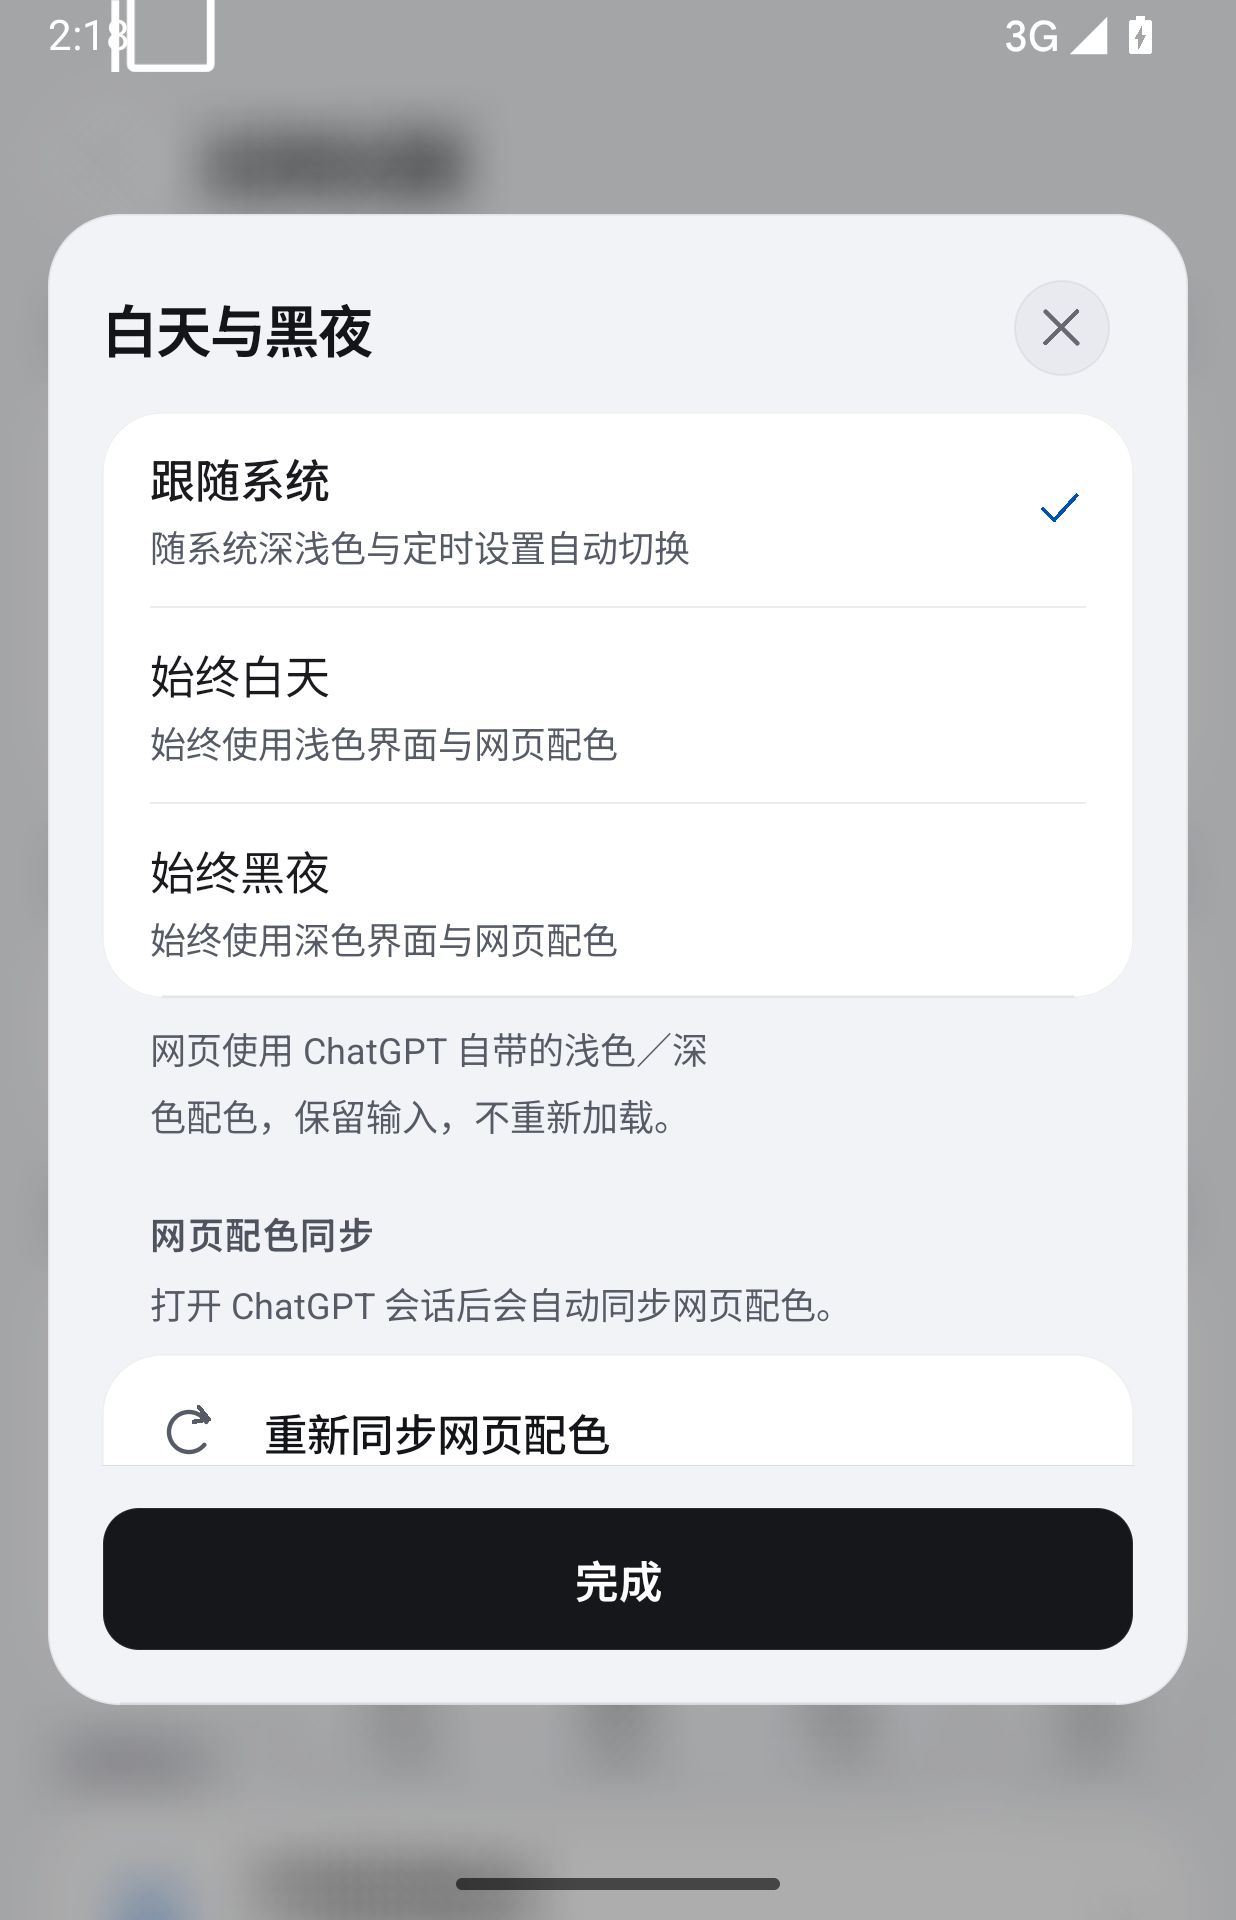 2:18
3G
白天与黑夜
跟随系统
随系统深浅色与定时设置自动切换
始终白天
始终使用浅色界面与网页配色
始终黑夜
始终使用深色界面与网页配色
网页使用 ChatGPT 自带的浅色／深
色配色，保留输入，不重新加载。
网页配色同步
打开 ChatGPT 会话后会自动同步网页配色。
重新同步网页配色
完成